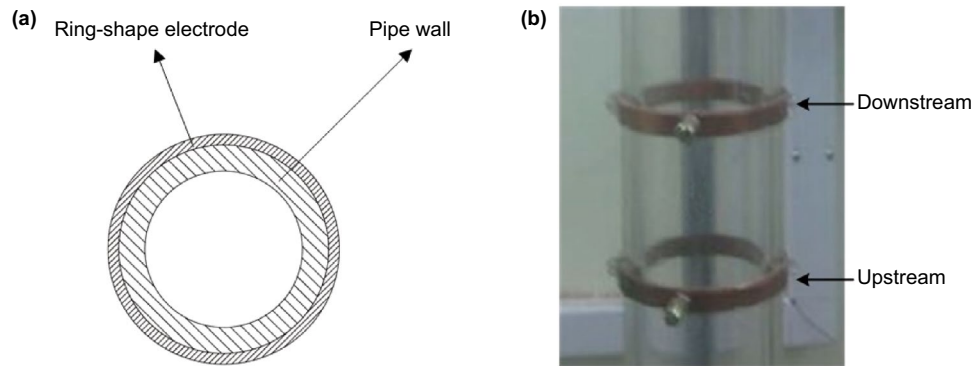 (a)
Ring-shape electrode
Pipe wall
(b)
Downstream
Upstream